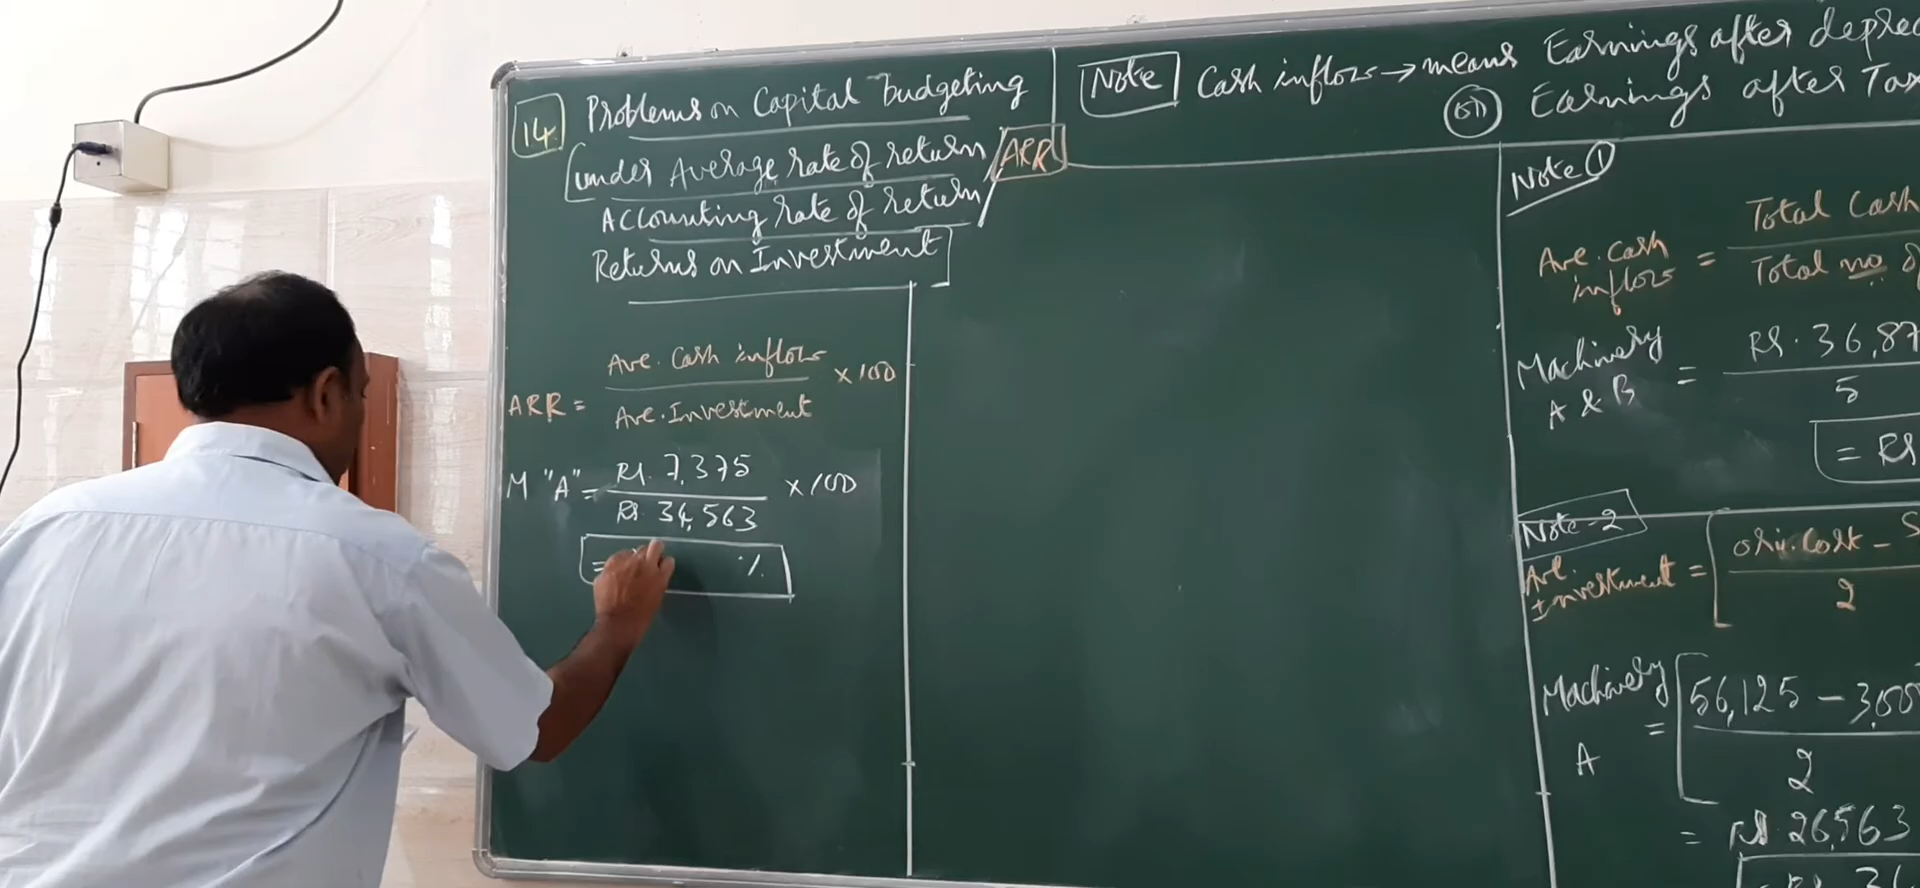 14.
Problems on Capital budgeting
under Average rate of return / ARR
Accounting rate of return /
Returns on Investment
ARR = Ave. Cash inflows / Ave. Investment × 100
M "A" = Rs. 7,375 / Rs. 34,563 × 100
= %
Note Cash inflows → means Earnings after deprec
(or) Earnings after Tax
Note ①
Ave. Cash inflows = Total Cash / Total no of
Machinery A & B = Rs. 36,87 / 5
= Rs
Note-2
Ave. Investment = [ Ori. Cost - S / 2
Machinery A = [ 56,125 - 3,00 / 2
= Rs. 26,563